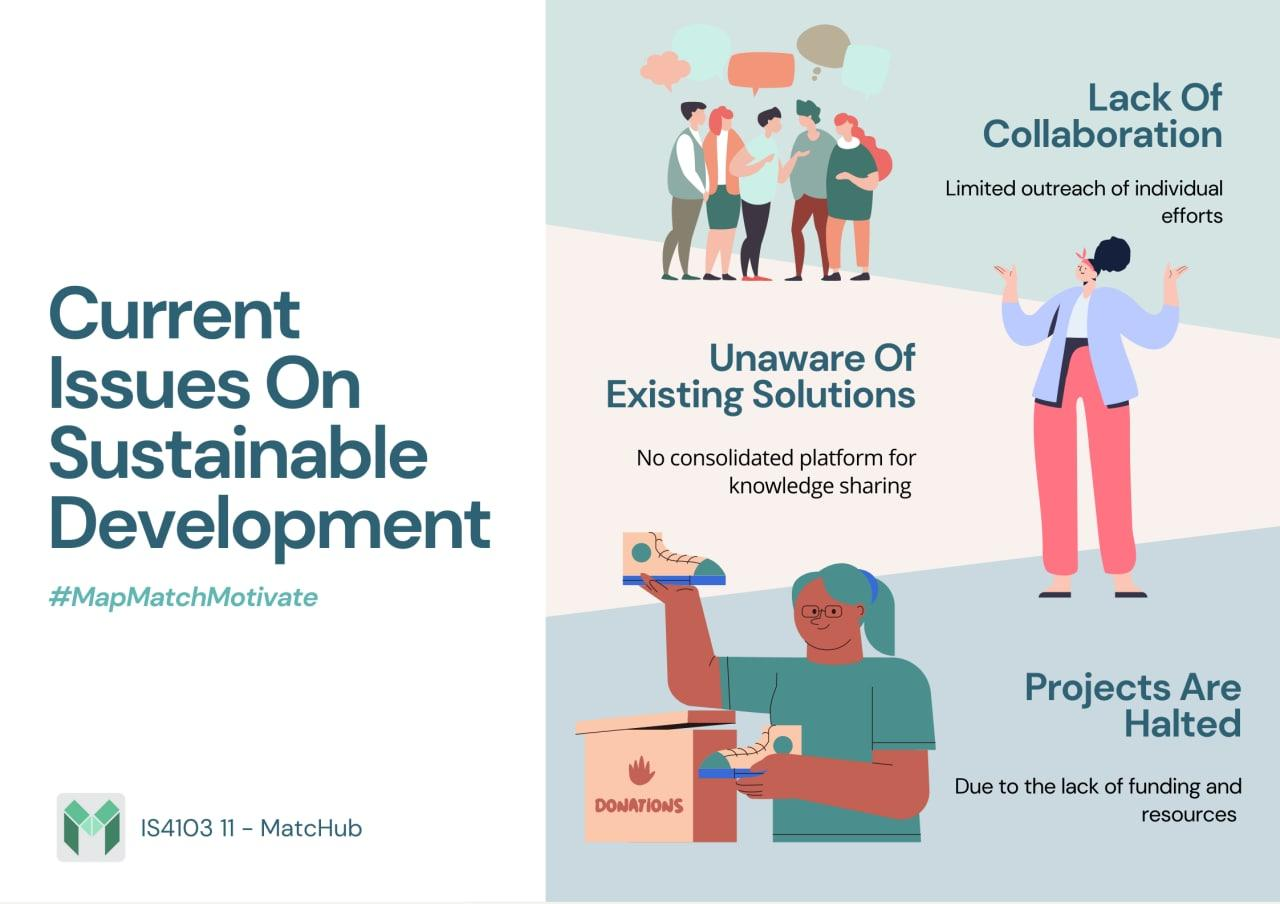 Current
Issues On
Sustainable
Development
#MapMatchMotivate
IS4103 11 - MatcHub
Lack Of
Collaboration
Limited outreach of individual
efforts
Unaware Of
Existing Solutions
No consolidated platform for
knowledge sharing
DONATIONS
Projects Are
Halted
Due to the lack of funding and
resources